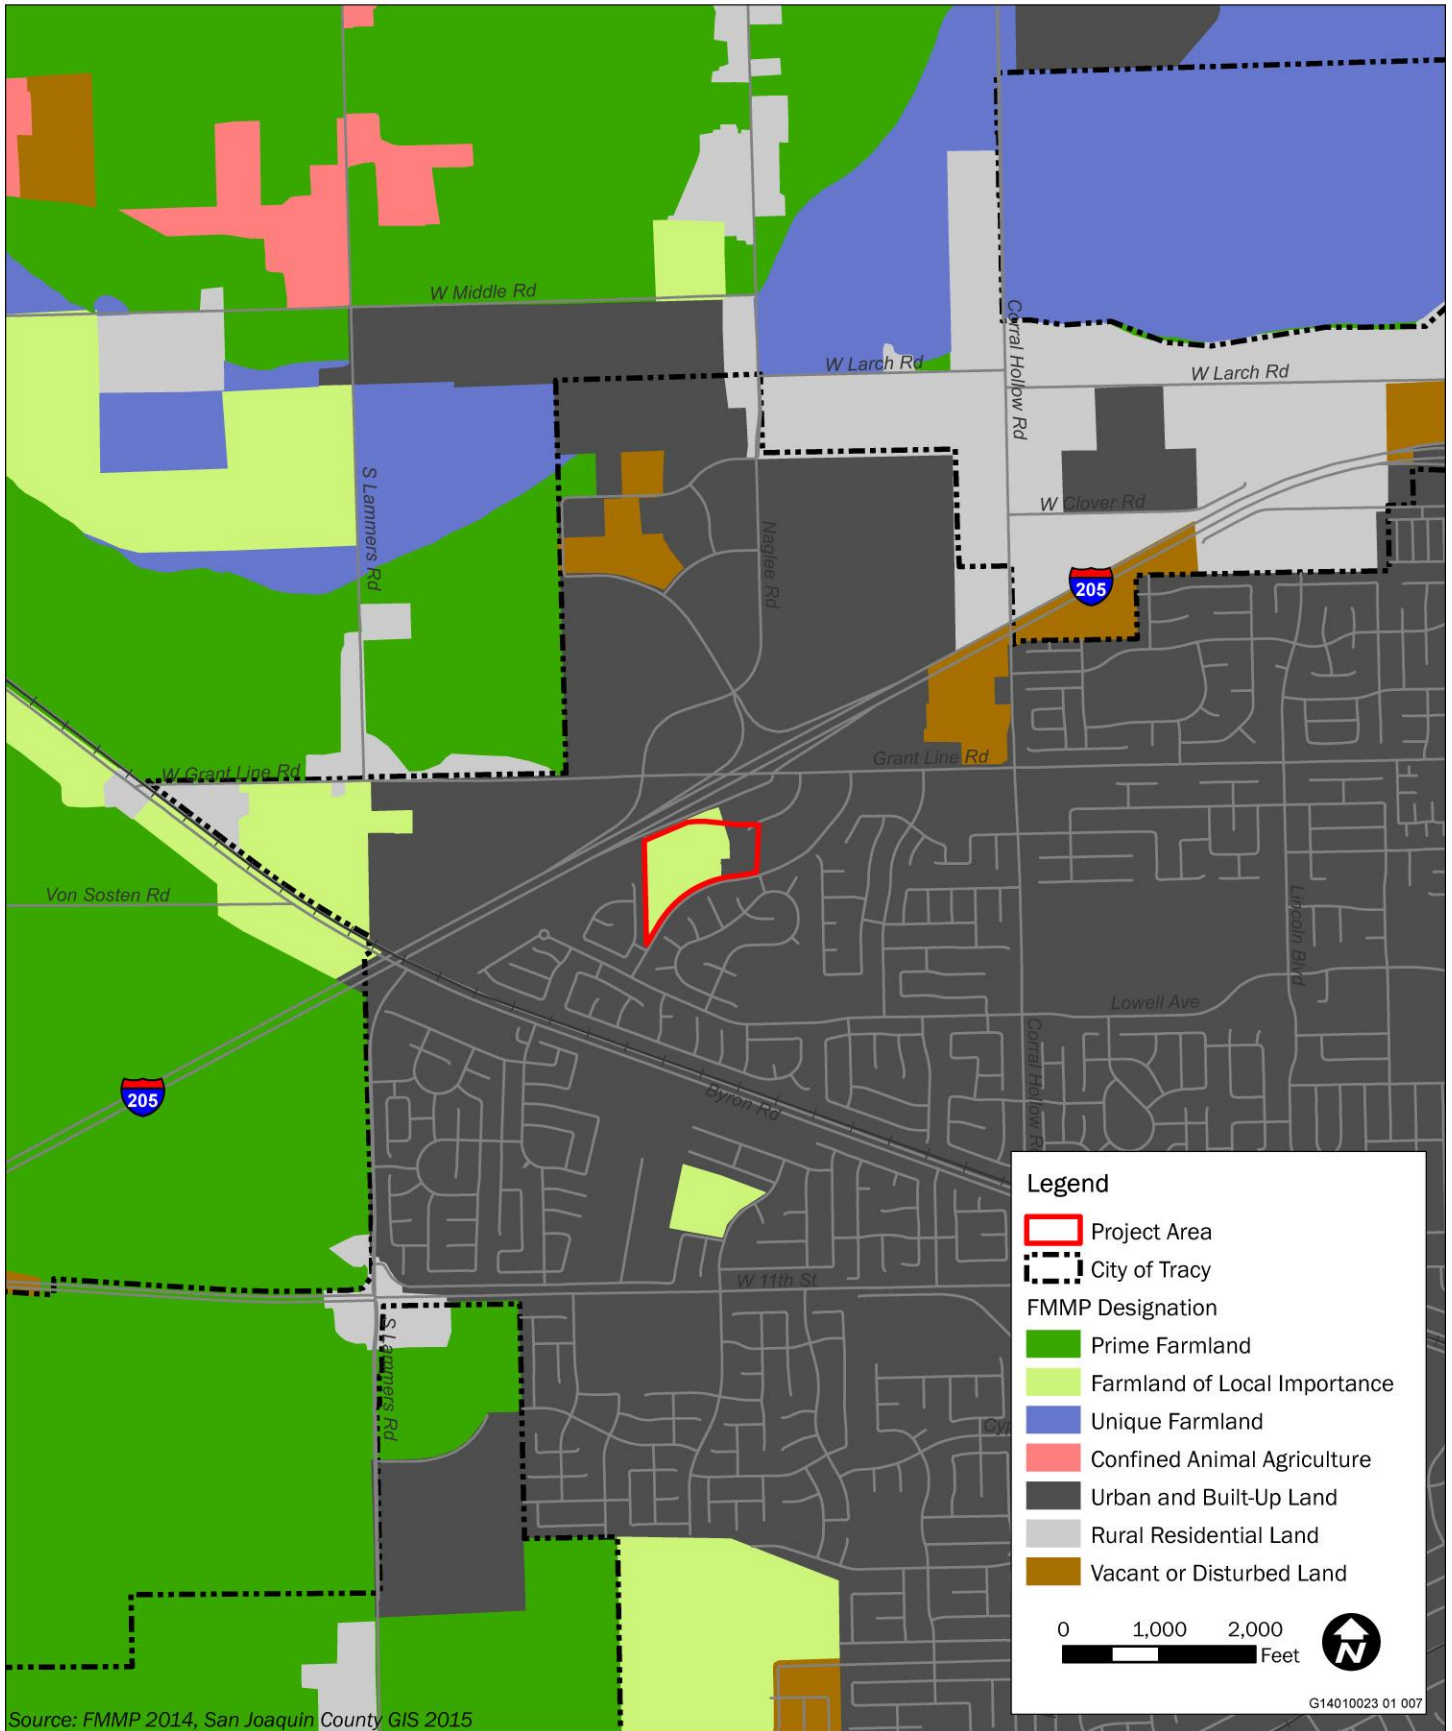 W Middle Rd
W Larch Rd
W Larch Rd
Corral Hollow Rd
S Lammers Rd
W Clover Rd
Naglee Rd
205
W Grant Line Rd
Grant Line Rd
Von Sosten Rd
Lincoln Blvd
Lowell Ave
Corral Hollow R
205
Byron Rd
W 11th St
S Lammers Rd
Cyp
Legend
Project Area
City of Tracy
FMMP Designation
Prime Farmland
Farmland of Local Importance
Unique Farmland
Confined Animal Agriculture
Urban and Built-Up Land
Rural Residential Land
Vacant or Disturbed Land
0 1,000 2,000
Feet
N
G14010023 01 007
Source: FMMP 2014, San Joaquin County GIS 2015